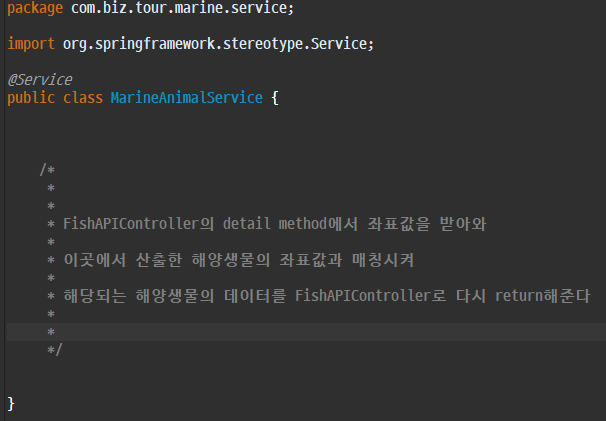 package com.biz.tour.marine.service;
import org.springframework.stereotype.Service;
@Service
public class MarineAnimalService {
/*
*
*
* FishAPIController의 detail method에서 좌표값을 받아와
*
* 이곳에서 산출한 해양생물의 좌표값과 매칭시켜
*
* 해당되는 해양생물의 데이터를 FishAPIController로 다시 return해준다
*
*
*/
}